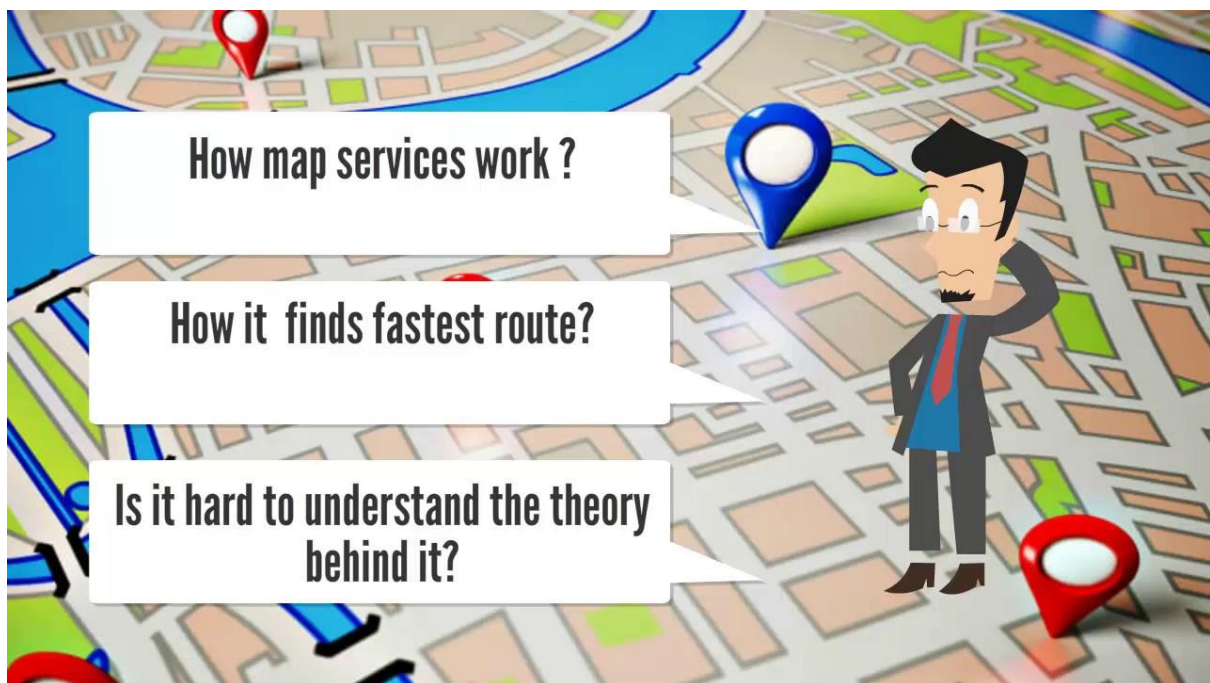 How map services work ?
How it  finds fastest route?
Is it hard to understand the theory
behind it?